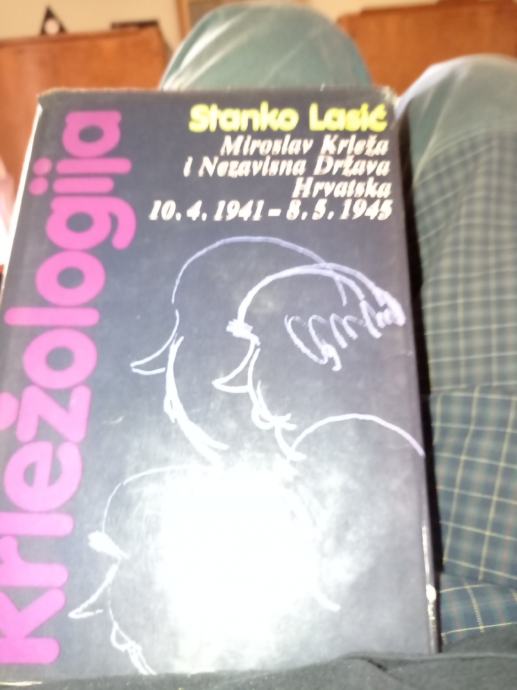 Stanko Lasić
Miroslav Krleža
i Nezavisna Država
Hrvatska
10.4.1941 – 8.5.1945
Krležologija